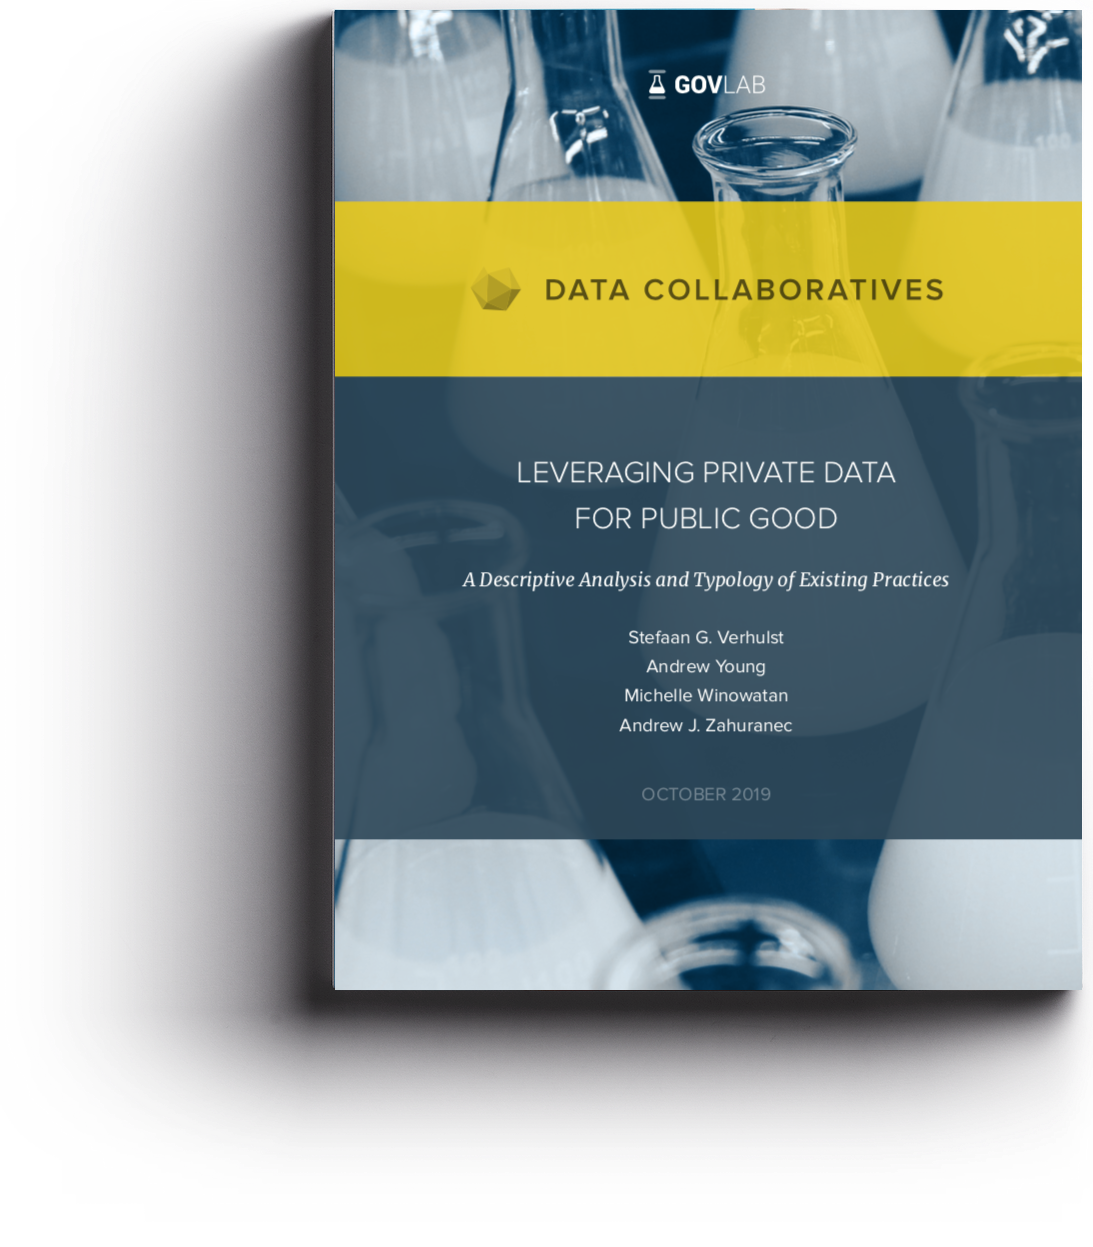 GOVLAB
DATA COLLABORATIVES
LEVERAGING PRIVATE DATA
FOR PUBLIC GOOD
A Descriptive Analysis and Typology of Existing Practices
Stefaan G. Verhulst
Andrew Young
Michelle Winowatan
Andrew J. Zahuranec
OCTOBER 2019
100